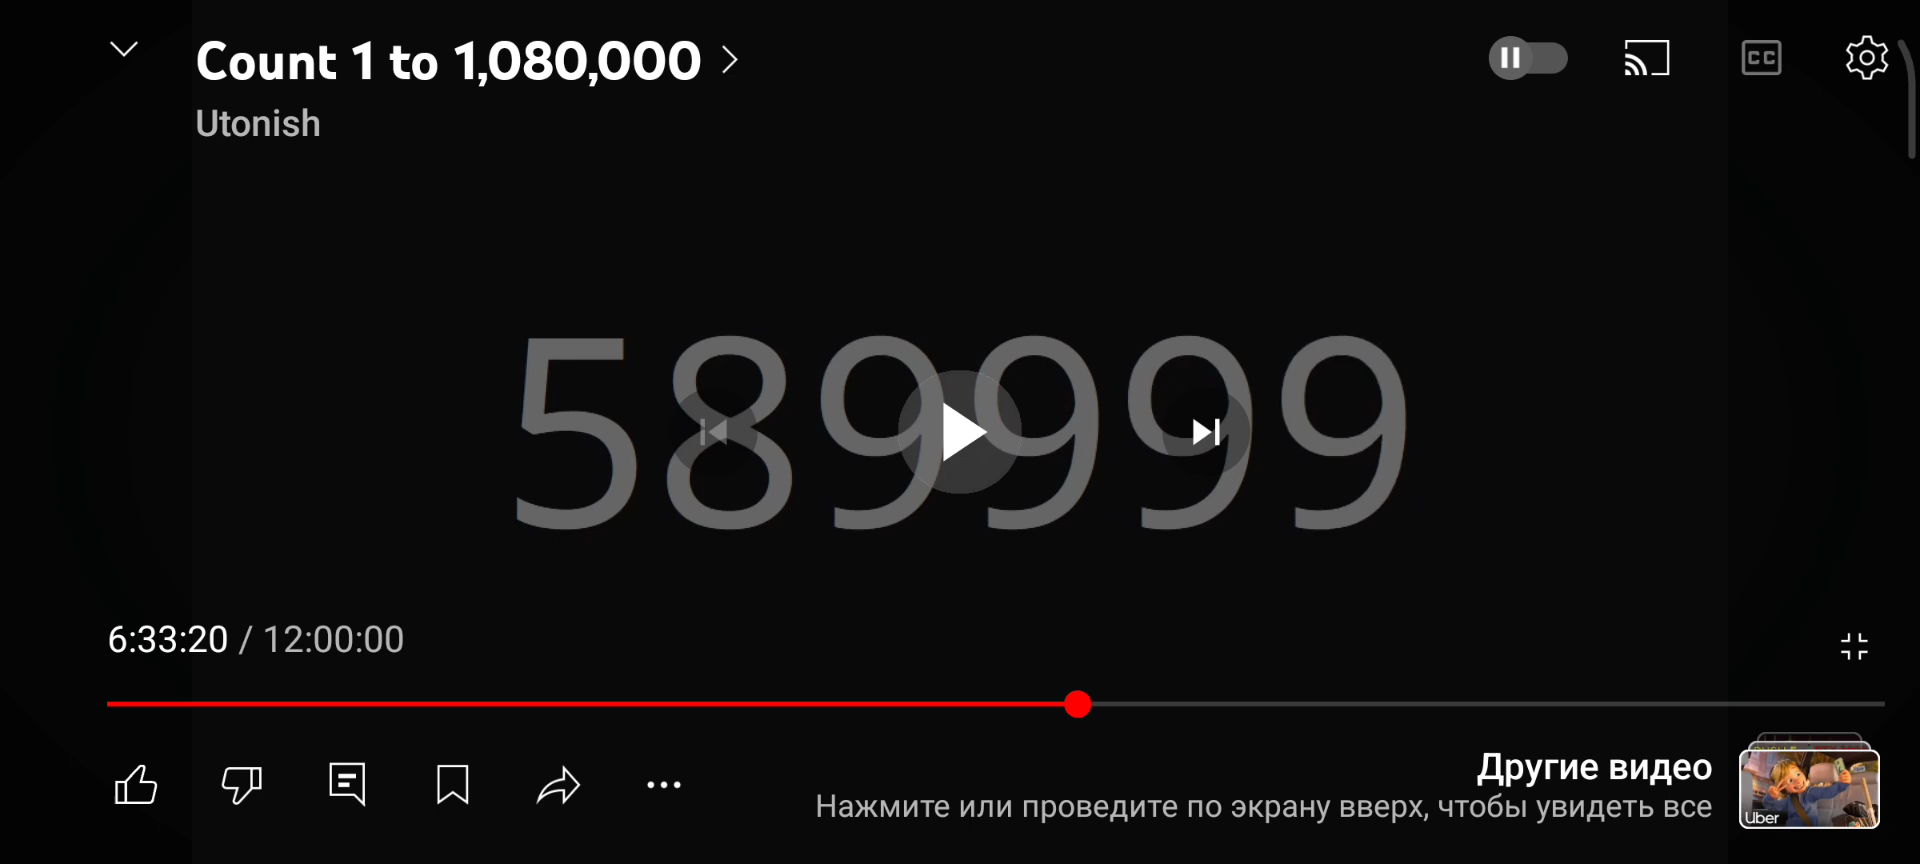 Count 1 to 1,080,000
Utonish
CC
589999
6:33:20 / 12:00:00
Другие видео
Нажмите или проведите по экрану вверх, чтобы увидеть все
Uber